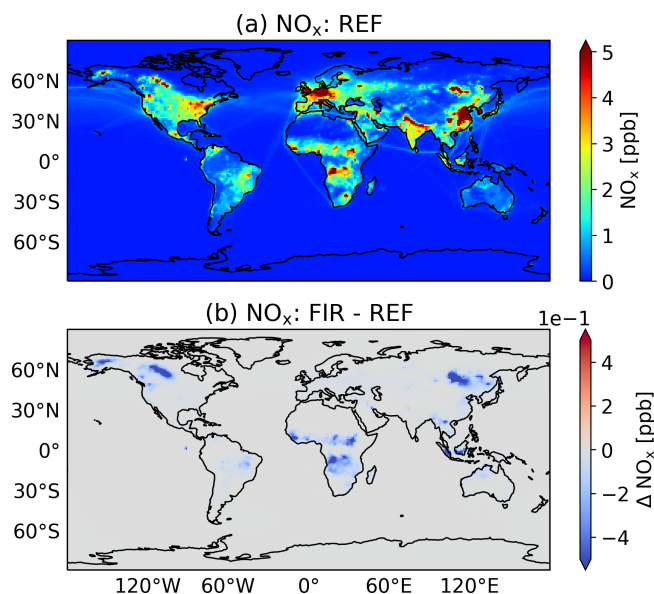 (a) NOₓ: REF
60°N
30°N
0°
30°S
60°S
5
4
3
2
1
0
NOₓ [ppb]
(b) NOₓ: FIR - REF
1e−1
60°N
30°N
0°
30°S
60°S
4
2
0
−2
−4
Δ NOₓ [ppb]
120°W 60°W 0° 60°E 120°E